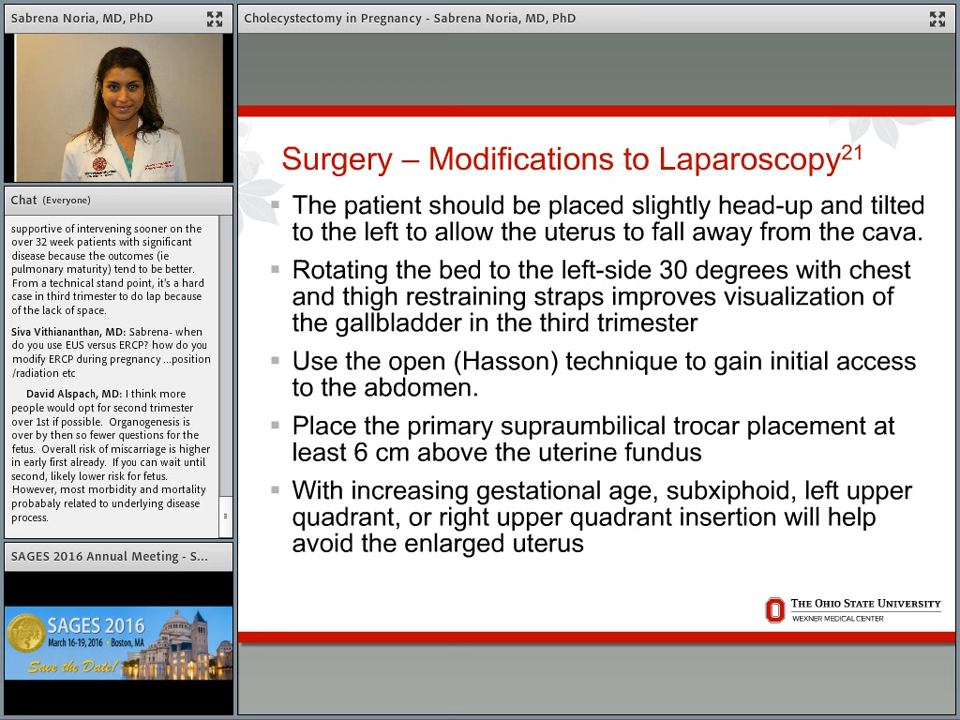 Sabrena Noria, MD, PhD
Cholecystectomy in Pregnancy - Sabrena Noria, MD, PhD
Chat (Everyone)
supportive of intervening sooner on the
over 32 week patients with significant
disease because the outcomes (ie
pulmonary maturity) tend to be better.
From a technical stand point, it's a hard
case in third trimester to do lap because
of the lack of space.
Siva Vithiananthan, MD: Sabrena- when
do you use EUS versus ERCP? how do you
modify ERCP during pregnancy ...position
/radiation etc
David Alspach, MD: I think more
people would opt for second trimester
over 1st if possible. Organogenesis is
over by then so fewer questions for the
fetus. Overall risk of miscarriage is higher
in early first already. If you can wait until
second, likely lower risk for fetus.
However, most morbidity and mortality
probabaly related to underlying disease
process.
SAGES 2016 Annual Meeting - S...
SAGES 2016
March 16-19, 2016 • Boston, MA
Save the Date!
Surgery – Modifications to Laparoscopy21
The patient should be placed slightly head-up and tilted
to the left to allow the uterus to fall away from the cava.
Rotating the bed to the left-side 30 degrees with chest
and thigh restraining straps improves visualization of
the gallbladder in the third trimester
Use the open (Hasson) technique to gain initial access
to the abdomen.
Place the primary supraumbilical trocar placement at
least 6 cm above the uterine fundus
With increasing gestational age, subxiphoid, left upper
quadrant, or right upper quadrant insertion will help
avoid the enlarged uterus
THE OHIO STATE UNIVERSITY
WEXNER MEDICAL CENTER